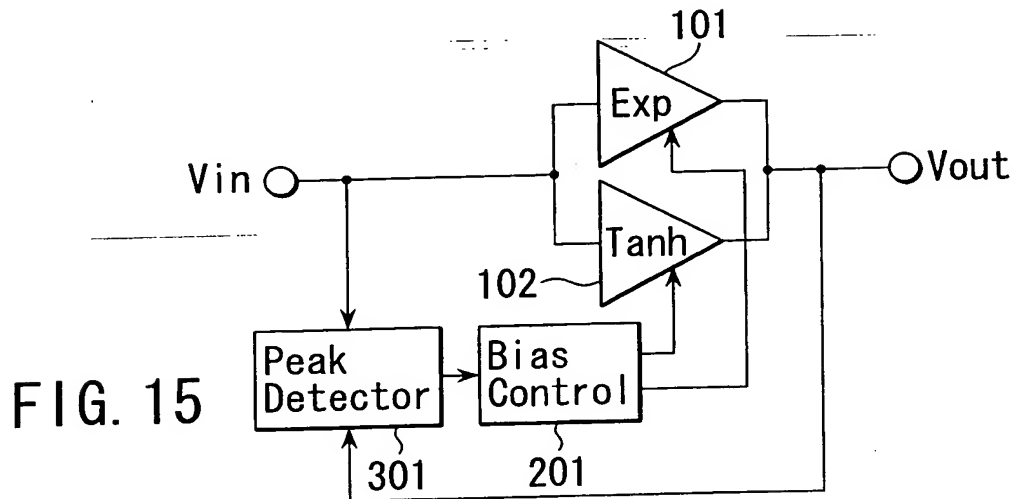 101
Exp
Vin
Vout
Tanh
102
Peak
Detector
Bias
Control
FIG. 15
301
201